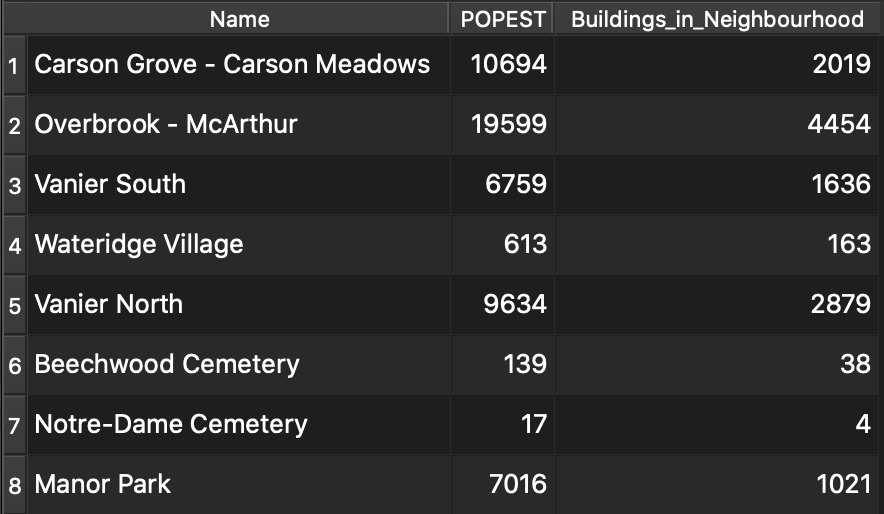 Name POPEST Buildings_in_Neighbourhood
1 Carson Grove - Carson Meadows 10694 2019
2 Overbrook - McArthur 19599 4454
3 Vanier South 6759 1636
4 Wateridge Village 613 163
5 Vanier North 9634 2879
6 Beechwood Cemetery 139 38
7 Notre-Dame Cemetery 17 4
8 Manor Park 7016 1021